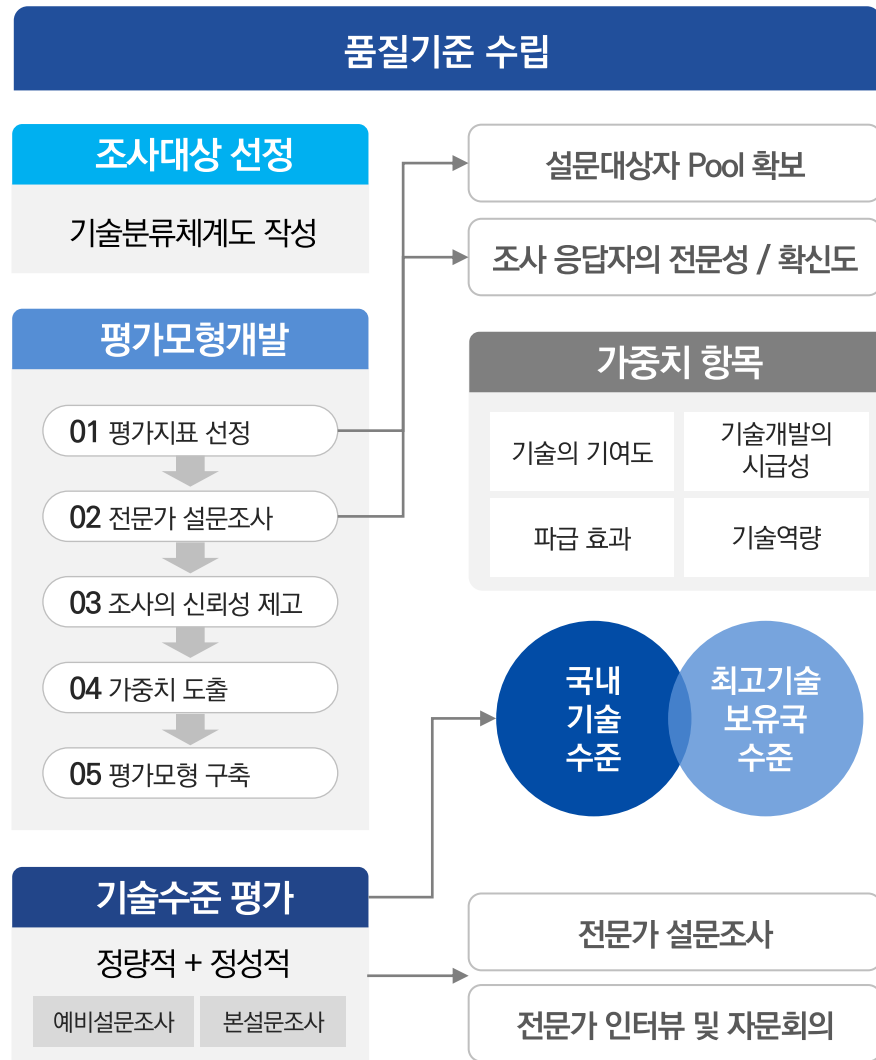 품질기준 수립
조사대상 선정
기술분류체계도 작성
설문대상자 Pool 확보
조사 응답자의 전문성 / 확신도
평가모형개발
01 평가지표 선정
02 전문가 설문조사
03 조사의 신뢰성 제고
04 가중치 도출
05 평가모형 구축
가중치 항목
기술의 기여도
기술개발의
시급성
파급 효과
기술역량
국내
기술
수준
최고기술
보유국
수준
기술수준 평가
정량적 + 정성적
예비설문조사
본설문조사
전문가 설문조사
전문가 인터뷰 및 자문회의